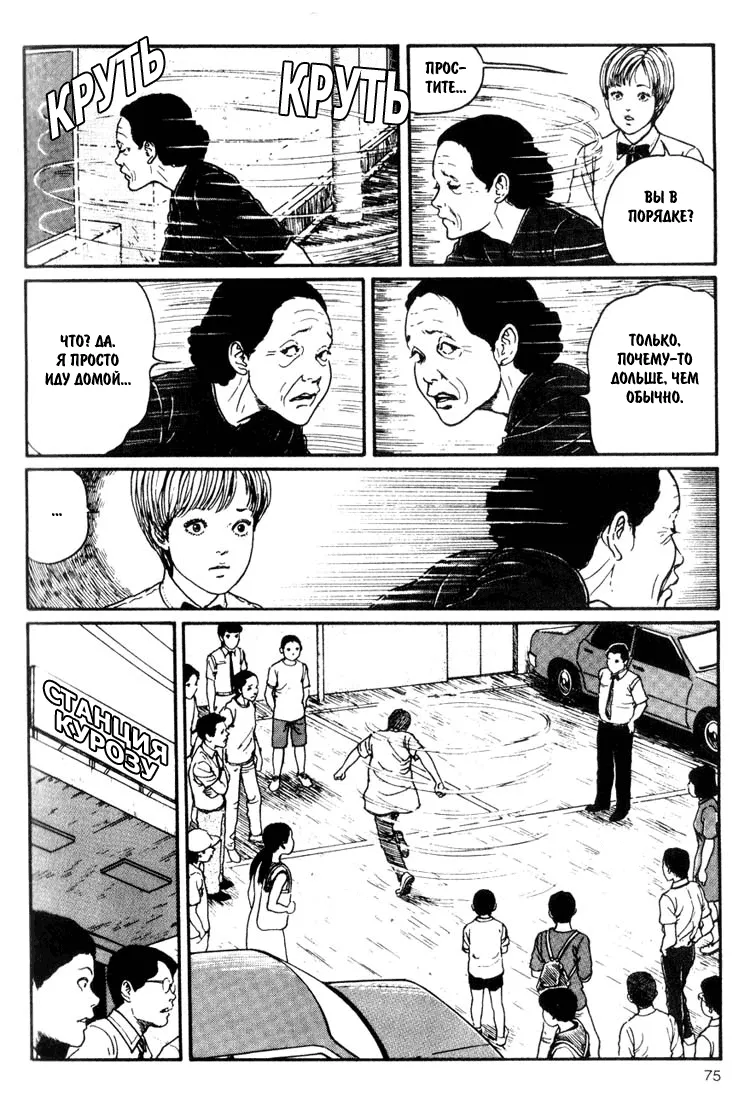 КРУТЬ
КРУТЬ
ПРОС-
ТИТЕ...
ВЫ В
ПОРЯДКЕ?
ЧТО? ДА.
Я ПРОСТО
ИДУ ДОМОЙ...
ТОЛЬКО,
ПОЧЕМУ-ТО
ДОЛЬШЕ, ЧЕМ
ОБЫЧНО.
...
СТАНЦИЯ
КУРОЗУ
75